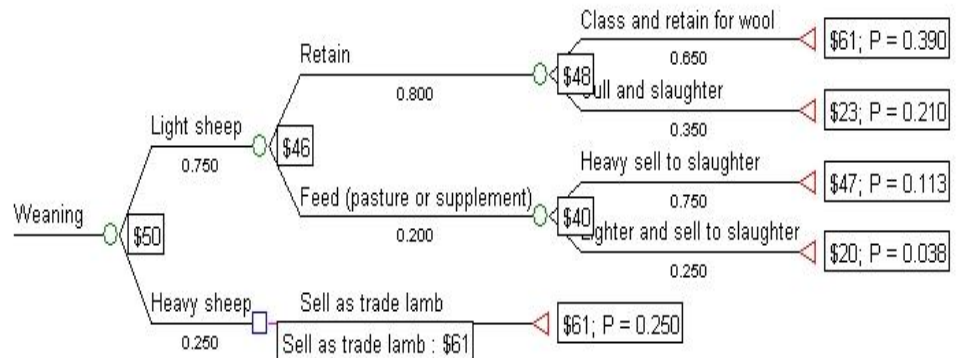 Class and retain for wool
$61; P = 0.390
0.650
Retain
$48
0.800
ull and slaughter
$23; P = 0.210
0.350
Light sheep
$46
0.750
Heavy sell to slaughter
$47; P = 0.113
0.750
Feed (pasture or supplement)
$40
0.200
ighter and sell to slaughter
$20; P = 0.038
0.250
Weaning
$50
Heavy sheep
0.250
Sell as trade lamb
$61; P = 0.250
Sell as trade lamb : $61